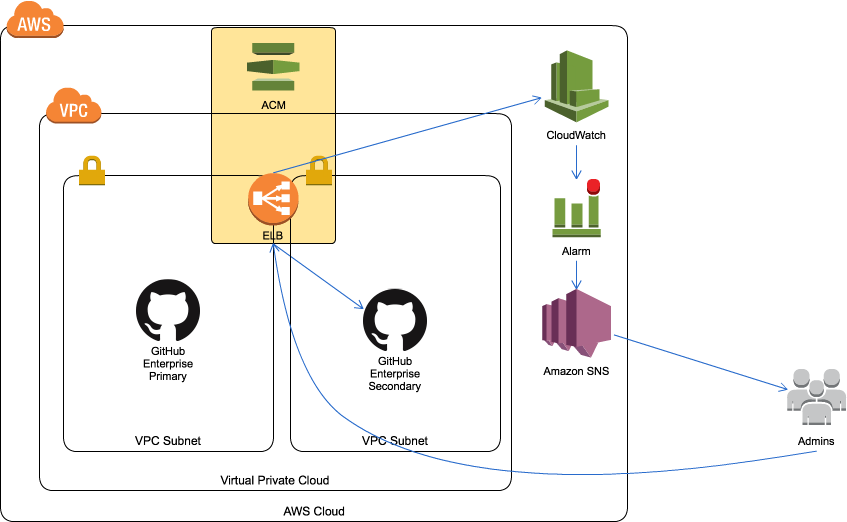 AWS
ACM
VPC
CloudWatch
ELB
Alarm
GitHub
Enterprise
Primary
GitHub
Enterprise
Secondary
Amazon SNS
VPC Subnet
VPC Subnet
Admins
Virtual Private Cloud
AWS Cloud